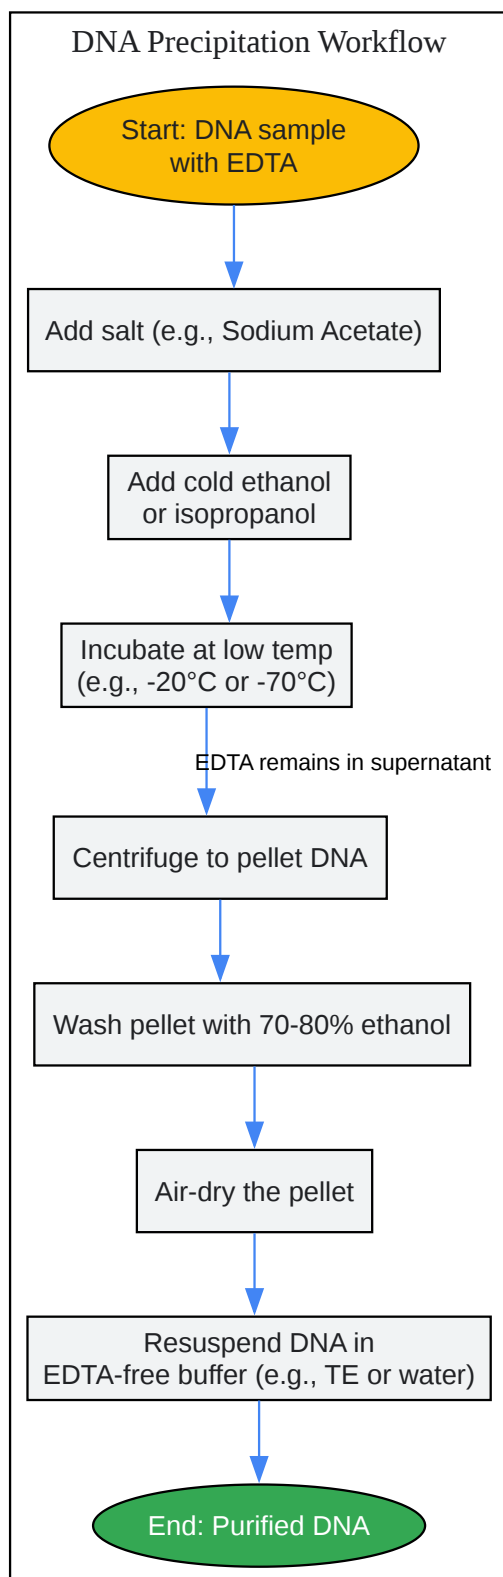 DNA Precipitation Workflow
Start: DNA sample
with EDTA
Add salt (e.g., Sodium Acetate)
Add cold ethanol
or isopropanol
Incubate at low temp
(e.g., -20°C or -70°C)
EDTA remains in supernatant
Centrifuge to pellet DNA
Wash pellet with 70-80% ethanol
Air-dry the pellet
Resuspend DNA in
EDTA-free buffer (e.g., TE or water)
End: Purified DNA